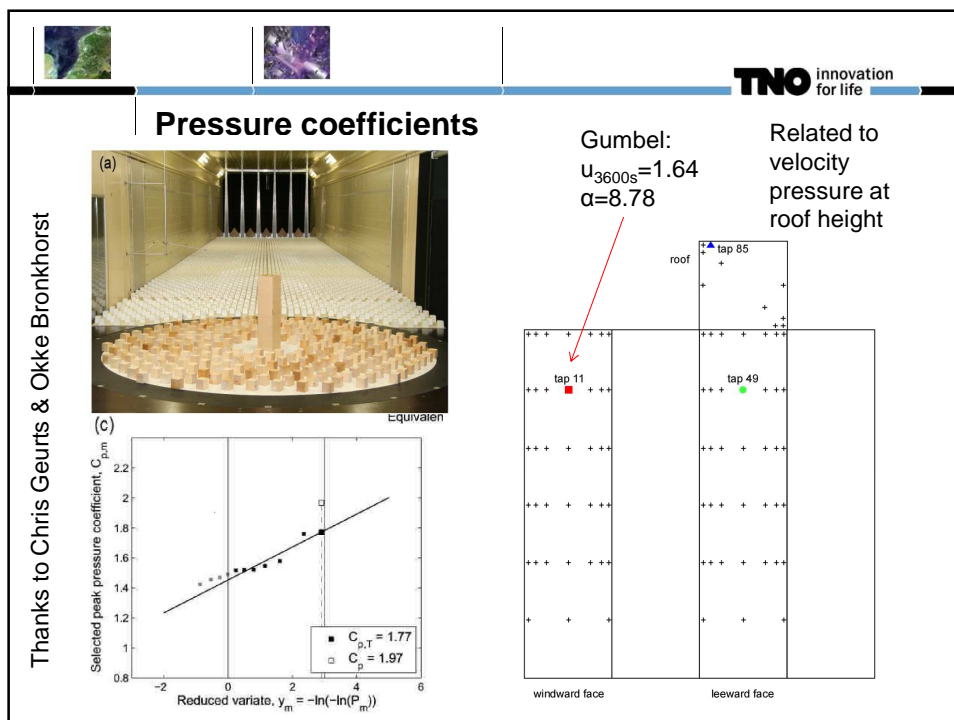 TNO innovation
for life
Pressure coefficients
Thanks to Chris Geurts & Okke Bronkhorst
(a)
Gumbel:
u3600s=1.64
α=8.78
Related to
velocity
pressure at
roof height
roof
tap 85
tap 11
tap 49
windward face
leeward face
Equivalen
(c)
Selected peak pressure coefficient, Cp,m
2.2
2
1.8
1.6
1.4
1.2
1
0.8
Cp,T = 1.77
Cp = 1.97
−2 0 2 4 6
Reduced variate, ym = −ln(−ln(Pm))